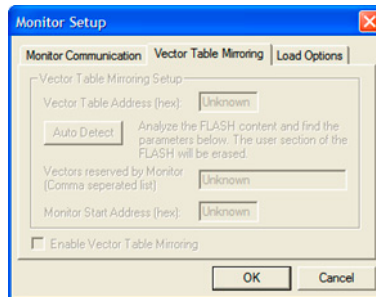 Monitor Setup
Monitor Communication Vector Table Mirroring Load Options
Vector Table Mirroring Setup
Vector Table Address (hex): Unknown
Auto Detect Analyze the FLASH content and find the
parameters below. The user section of the
FLASH will be erased.
Vectors reserved by Monitor
(Comma seperated list) Unknown
Monitor Start Address (hex): Unknown
Enable Vector Table Mirroring
OK Cancel